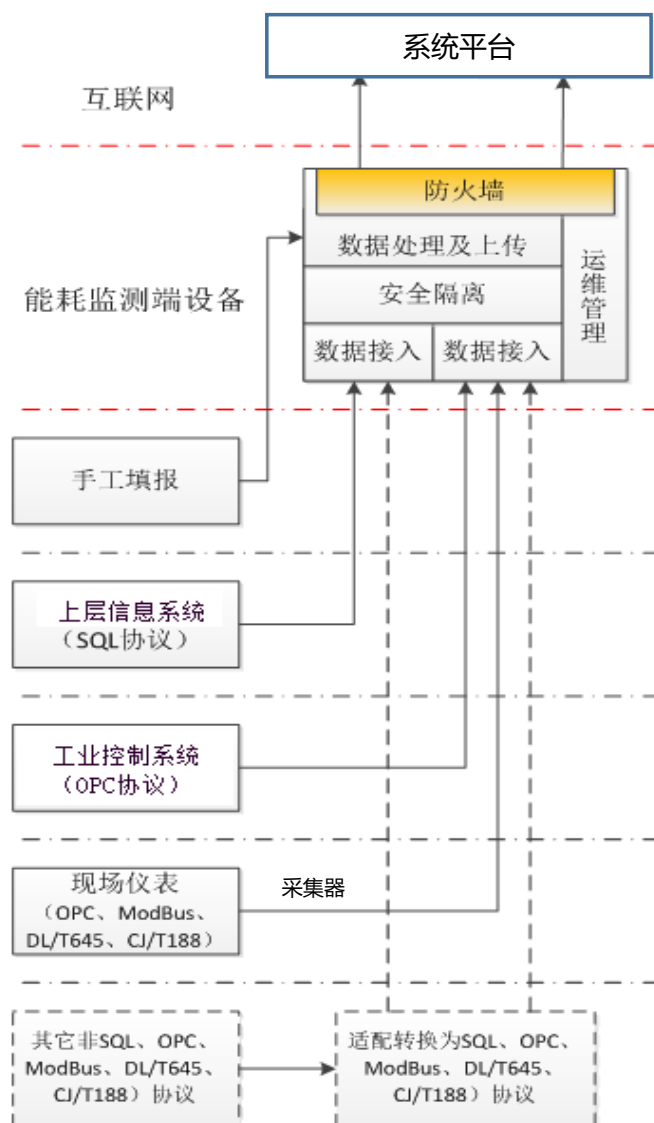 系统平台
互联网
防火墙
数据处理及上传
运维管理
能耗监测端设备
安全隔离
数据接入
数据接入
手工填报
上层信息系统
（SQL协议）
工业控制系统
（OPC协议）
现场仪表
（OPC、ModBus、
DL/T645、CJ/T188）
采集器
其它非SQL、OPC、
ModBus、DL/T645、
CJ/T188）协议
适配转换为SQL、OPC、
ModBus、DL/T645、
CJ/T188）协议